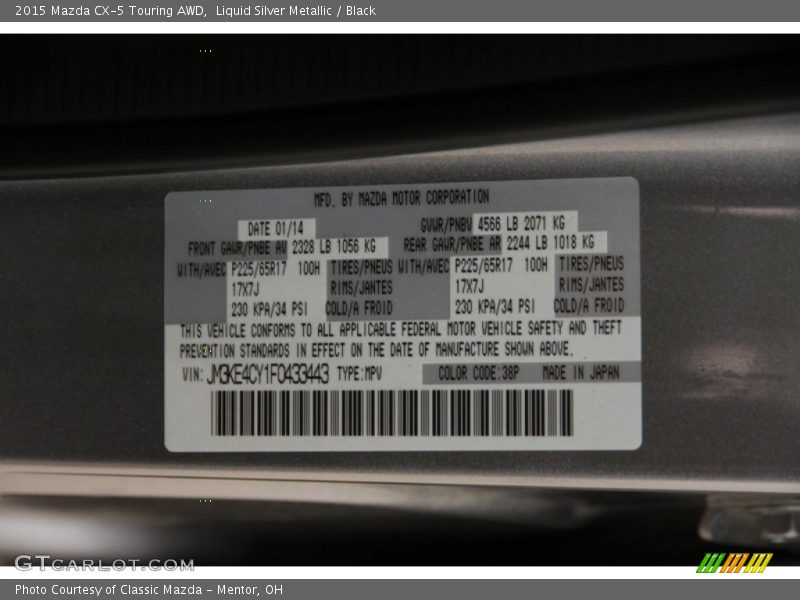 2015 Mazda CX-5 Touring AWD,  Liquid Silver Metallic / Black
MFD. BY MAZDA MOTOR CORPORATION
DATE 01/14 GVWR/PNBV 4566 LB 2071 KG
FRONT GAWR/PNBE AV 2328 LB 1056 KG REAR GAWR/PNBE AR 2244 LB 1018 KG
WITH/AVEC P225/65R17 100H TIRES/PNEUS WITH/AVEC P225/65R17 100H TIRES/PNEUS
17X7J RIMS/JANTES 17X7J RIMS/JANTES
230 KPA/34 PSI COLD/A FROID 230 KPA/34 PSI COLD/A FROID
THIS VEHICLE CONFORMS TO ALL APPLICABLE FEDERAL MOTOR VEHICLE SAFETY AND THEFT
PREVENTION STANDARDS IN EFFECT ON THE DATE OF MANUFACTURE SHOWN ABOVE.
VIN: JM3KE4CY1F0433443 TYPE:MPV COLOR CODE:38P MADE IN JAPAN
GTCARLOT.COM
Photo Courtesy of Classic Mazda - Mentor, OH